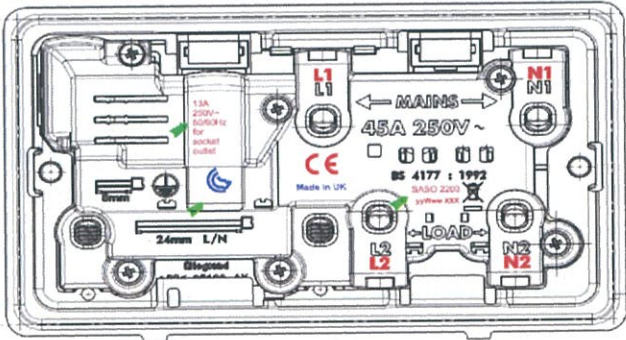 L1
L1
N1
N1
13A
250V~
50/60Hz
for
socket
outlet
MAINS
45A 250V~
CE
Made in UK
BS 4177 : 1992
SASO 2203
yyWww XXX
8mm
24mm L/N
L2
L2
LOAD
N2
N2